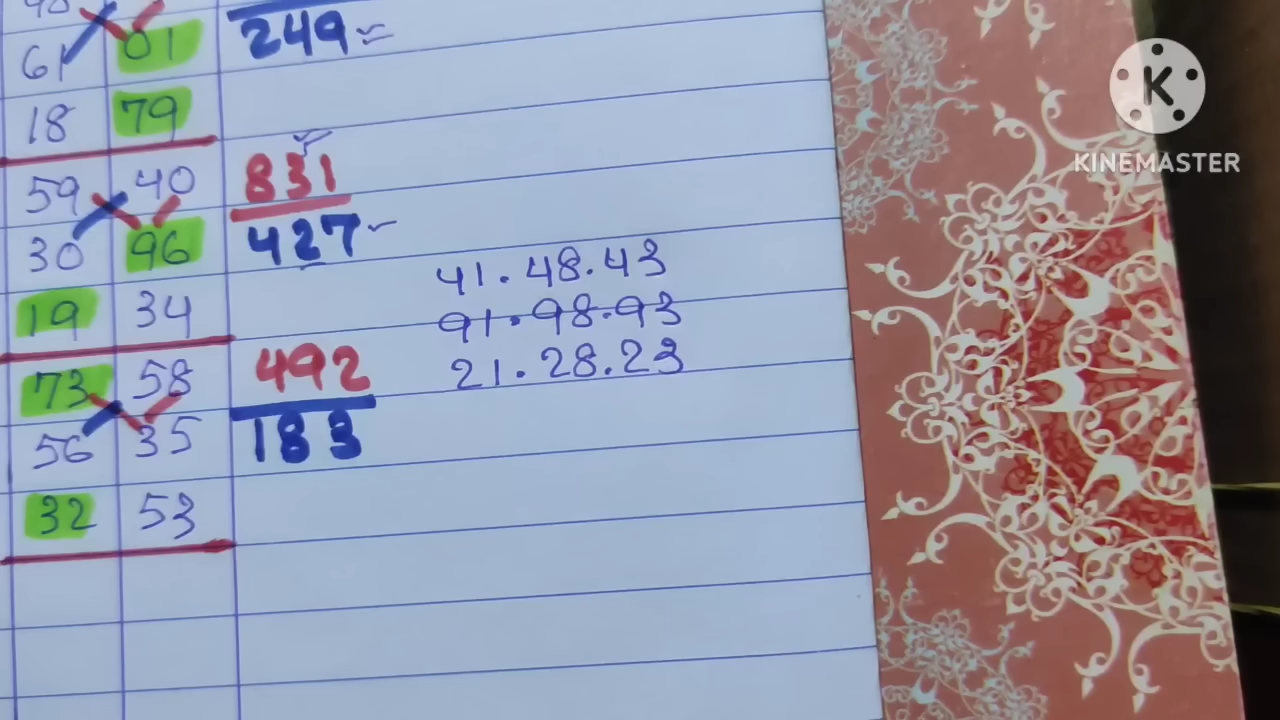 61 01 249
18 79
59 40 831
30 96 427
19 34
73 58 492
56 35 183
32 53
41.48.43
91.98.93
21.28.23
K
KINEMASTER